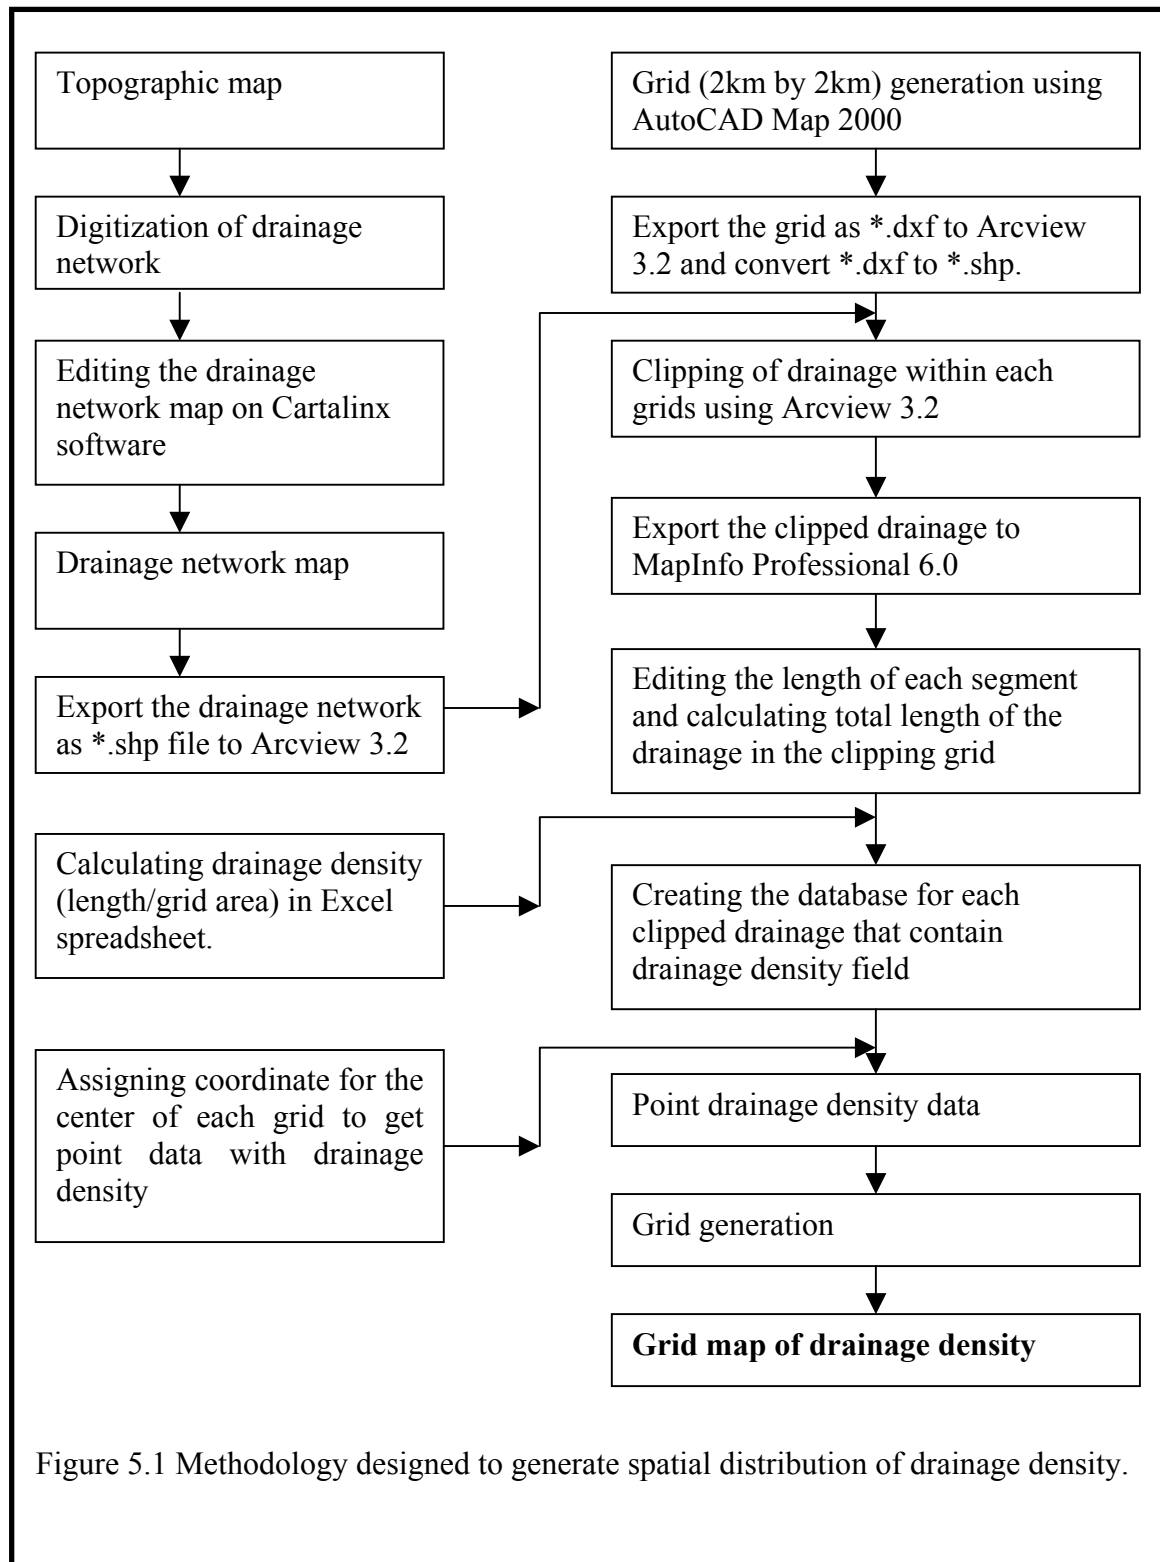 Topographic map
Digitization of drainage
network
Editing the drainage
network map on Cartalinx
software
Drainage network map
Export the drainage network
as *.shp file to Arcview 3.2
Calculating drainage density
(length/grid area) in Excel
spreadsheet.
Assigning coordinate for the
center of each grid to get
point data with drainage
density
Grid (2km by 2km) generation using
AutoCAD Map 2000
Export the grid as *.dxf to Arcview
3.2 and convert *.dxf to *.shp.
Clipping of drainage within each
grids using Arcview 3.2
Export the clipped drainage to
MapInfo Professional 6.0
Editing the length of each segment
and calculating total length of the
drainage in the clipping grid
Creating the database for each
clipped drainage that contain
drainage density field
Point drainage density data
Grid generation
Grid map of drainage density
Figure 5.1 Methodology designed to generate spatial distribution of drainage density.